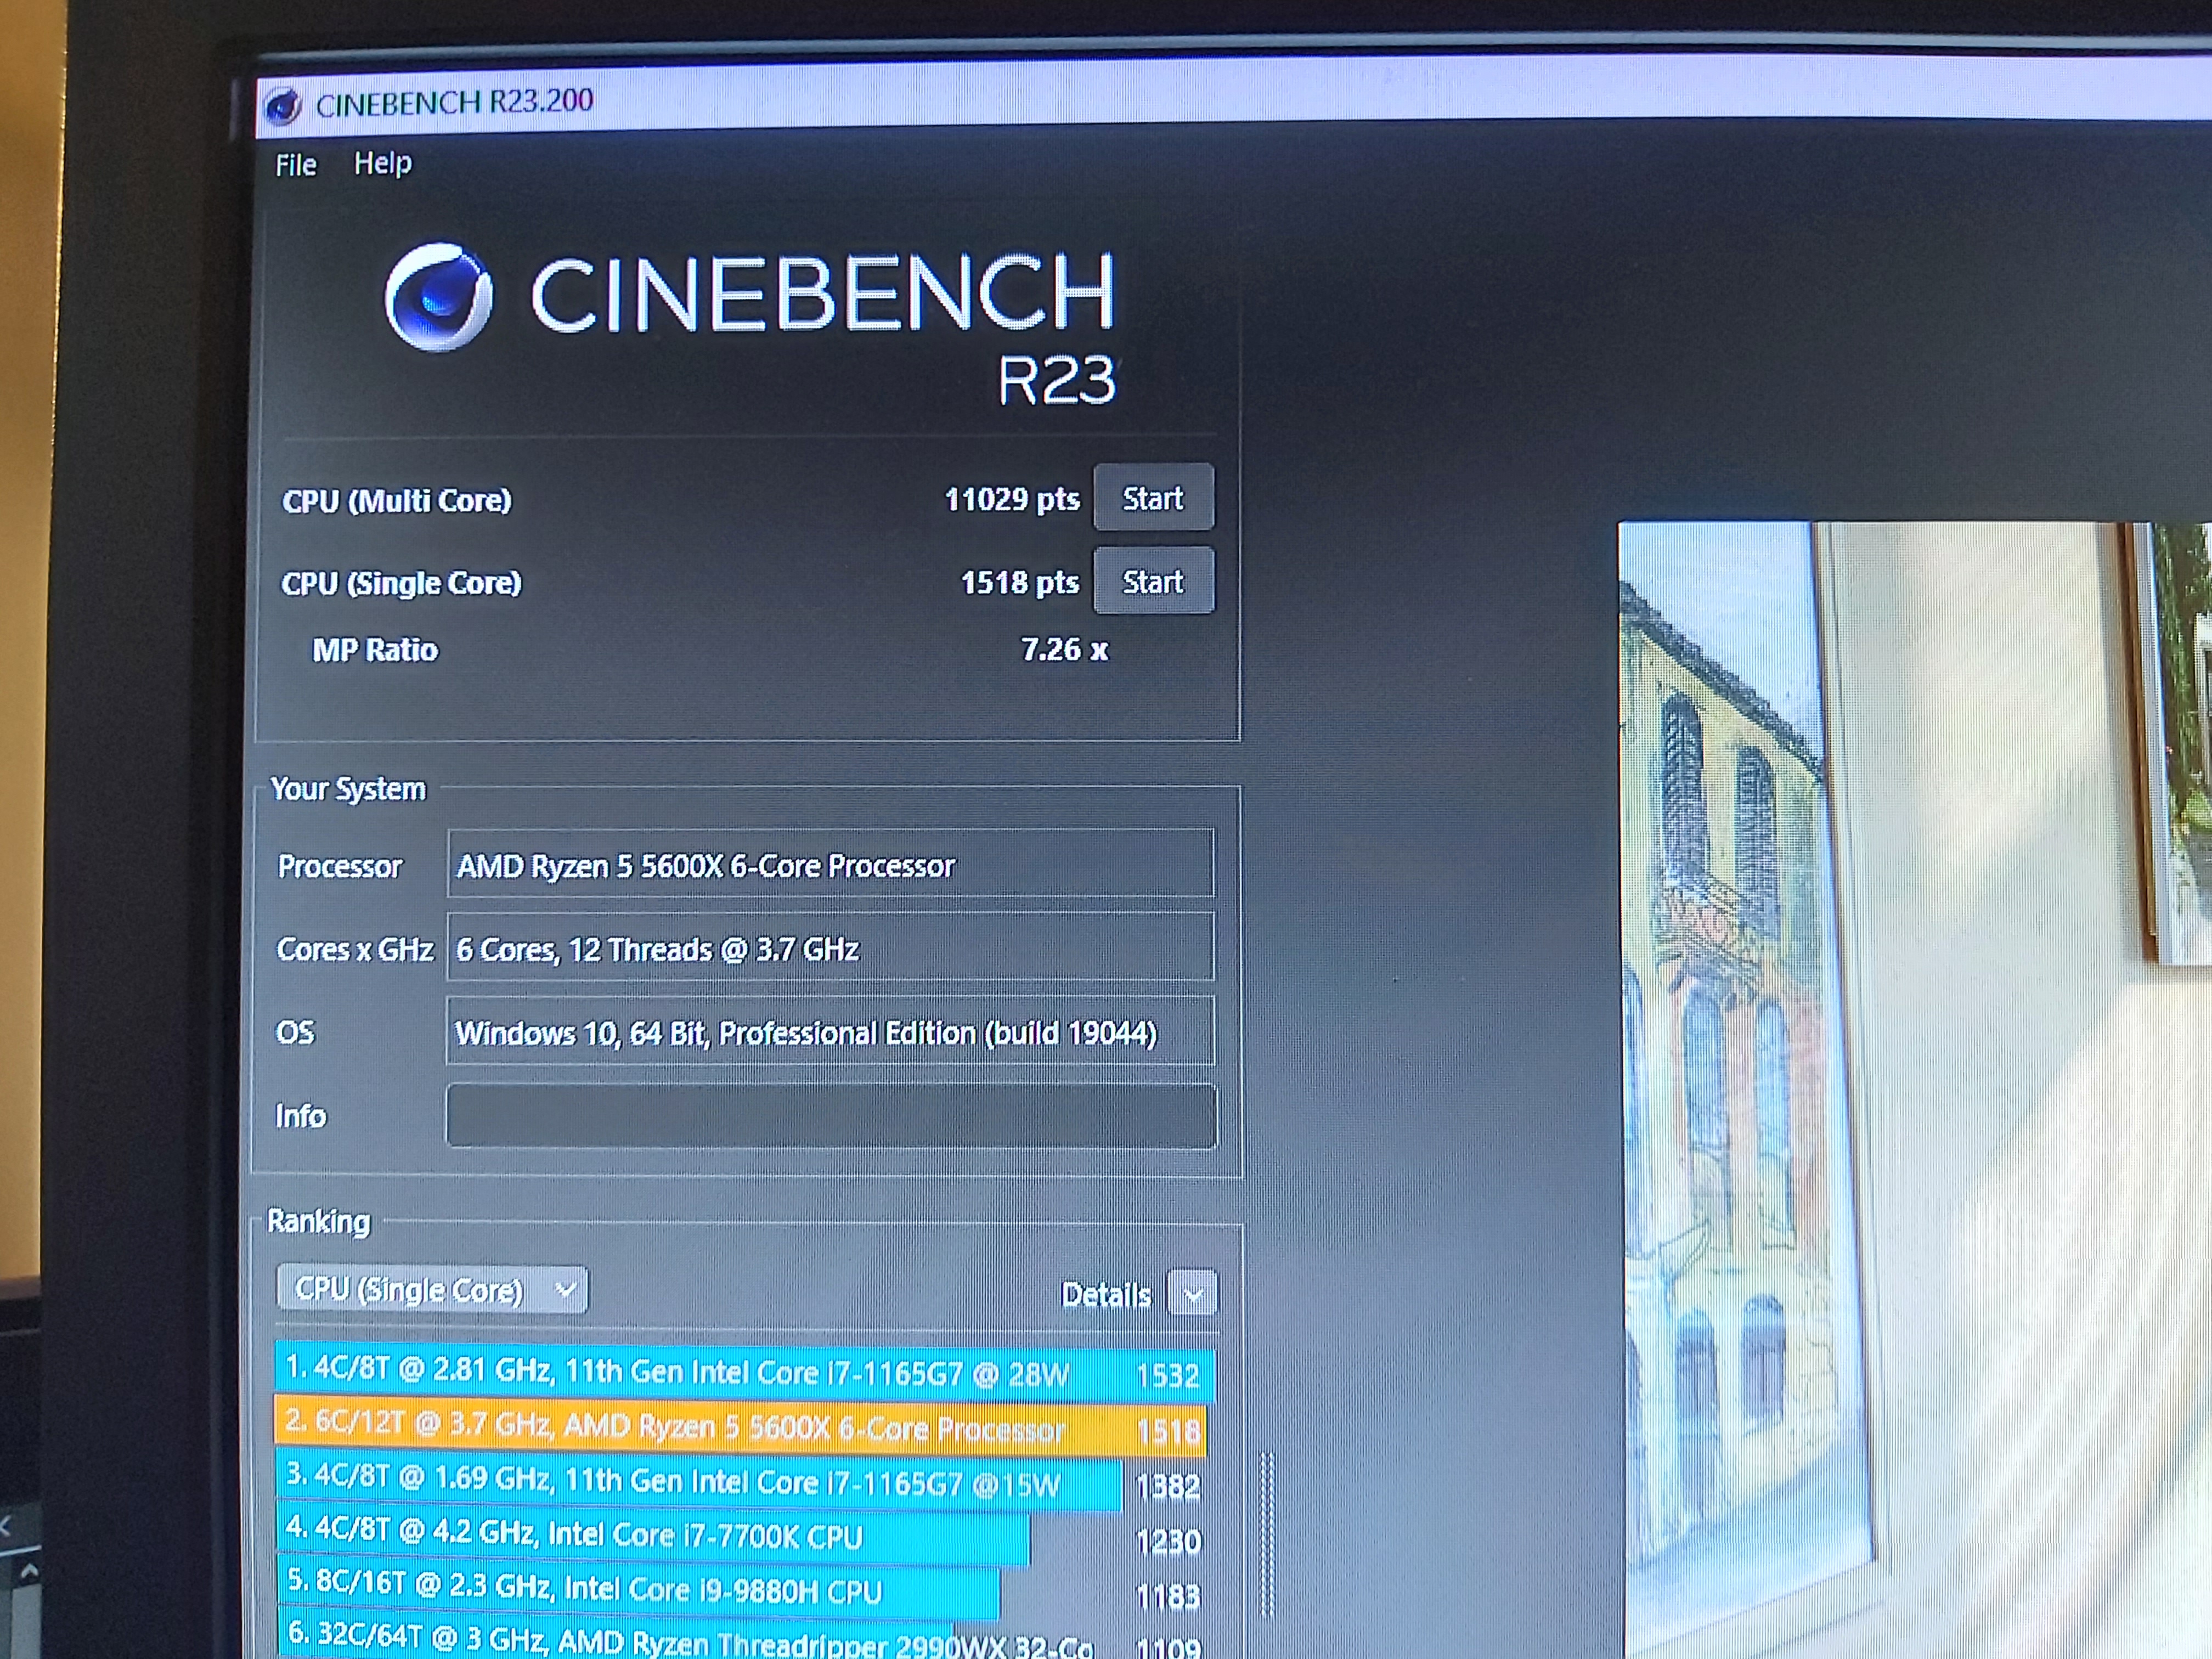 CINEBENCH R23.200
File Help
CINEBENCH
R23
CPU (Multi Core) 11029 pts Start
CPU (Single Core) 1518 pts Start
MP Ratio 7.26 x
Your System
Processor AMD Ryzen 5 5600X 6-Core Processor
Cores x GHz 6 Cores, 12 Threads @ 3.7 GHz
OS Windows 10, 64 Bit, Professional Edition (build 19044)
Info
Ranking
CPU (Single Core) Details
1. 4C/8T @ 2.81 GHz, 11th Gen Intel Core i7-1165G7 @ 28W 1532
2. 6C/12T @ 3.7 GHz, AMD Ryzen 5 5600X 6-Core Processor 1518
3. 4C/8T @ 1.69 GHz, 11th Gen Intel Core i7-1165G7 @15W 1382
4. 4C/8T @ 4.2 GHz, Intel Core i7-7700K CPU 1230
5. 8C/16T @ 2.3 GHz, Intel Core i9-9880H CPU 1183
6. 32C/64T @ 3 GHz, AMD Ryzen Threadripper 2990WX 32-Co 1109